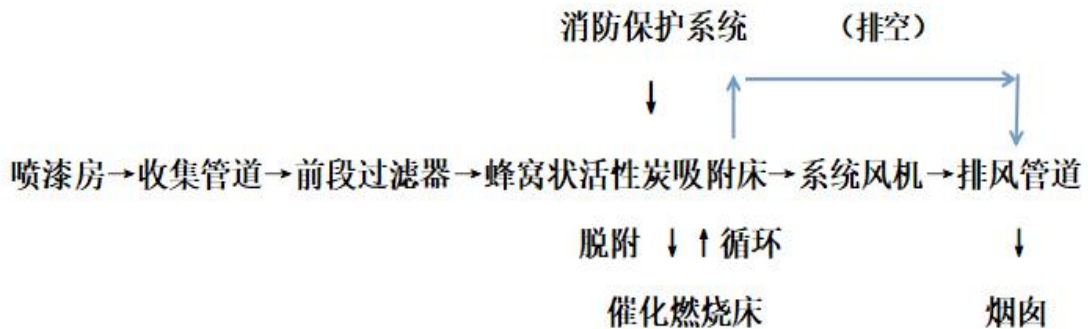 消防保护系统 （排空）
↓
喷漆房→收集管道→前段过滤器→蜂窝状活性炭吸附床→系统风机→排风管道
脱附 ↓↑循环 ↓
催化燃烧床 烟囱